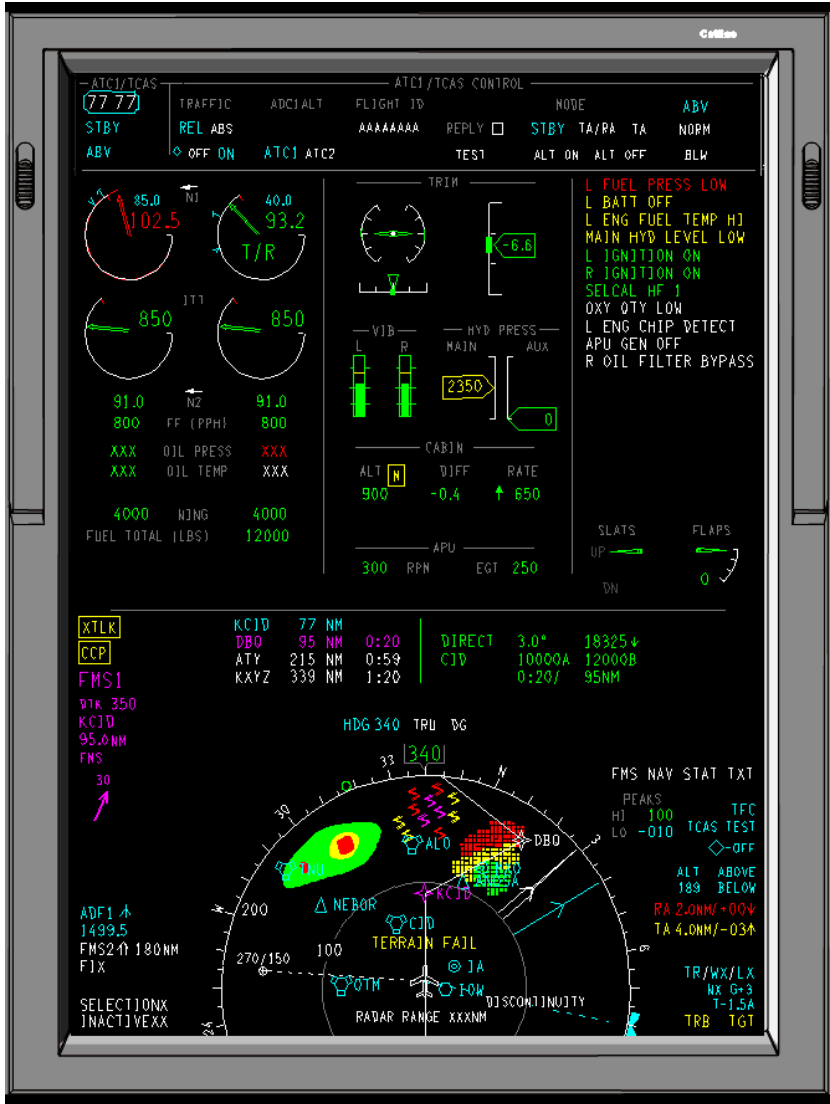 ATC1/TCAS
77 77
STBY
ABV
ATC1/TCAS CONTROL
TRAFFIC ADC1ALT FLIGHT ID MODE ABV
REL ABS AAAAAAAA REPLY STBY TA/RA TA NORM
OFF ON ATC1 ATC2 TEST ALT ON ALT OFF BLW
85.0 N1 40.0
102.5 93.2
T/R
ITT
850 850
91.0 N2 91.0
800 FF (PPH) 800
XXX OIL PRESS XXX
XXX OIL TEMP XXX
4000 WING 4000
FUEL TOTAL (LBS) 12000
TRIM
-6.6
VIB
L R
HYD PRESS
MAIN AUX
2350
0
CABIN
ALT M DIFF RATE
900 -0.4 650
APU
300 RPM EGT 250
L FUEL PRESS LOW
L BATT OFF
L ENG FUEL TEMP HI
MAIN HYD LEVEL LOW
L IGNITION ON
R IGNITION ON
SELCAL HF 1
OXY QTY LOW
L ENG CHIP DETECT
APU GEN OFF
R OIL FILTER BYPASS
SLATS FLAPS
UP
DN
0
XTLK
CCP
FMS1
DTK 350
KCID
95.0NM
FMS
30
KCID 77 NM
DBQ 95 NM 0:20
ATY 215 NM 0:59
KXYZ 339 NM 1:20
DIRECT 3.0° 18325↓
CID 10000A 12000B
0:20/ 95NM
HDG 340 TRU DG
340
33 N
30 3
W 6
24
ALO
DBQ
TNU
KCID
NEBOR
200
CID
TERRAIN FAIL
100
270/150
IA
OTM IOW
DISCONTINUITY
RADAR RANGE XXXNM
ADF1
1499.5
FMS2 180NM
FIX
SELECTIONX
INACTIVEXX
FMS NAV STAT TXT
PEAKS
HI 100
LO -010
TFC
TCAS TEST
-OFF
ALT ABOVE
189 BELOW
RA 2.0NM/+00↓
TA 4.0NM/-03↑
TR/WX/LX
WX G+3
T-1.5A
TRB TGT